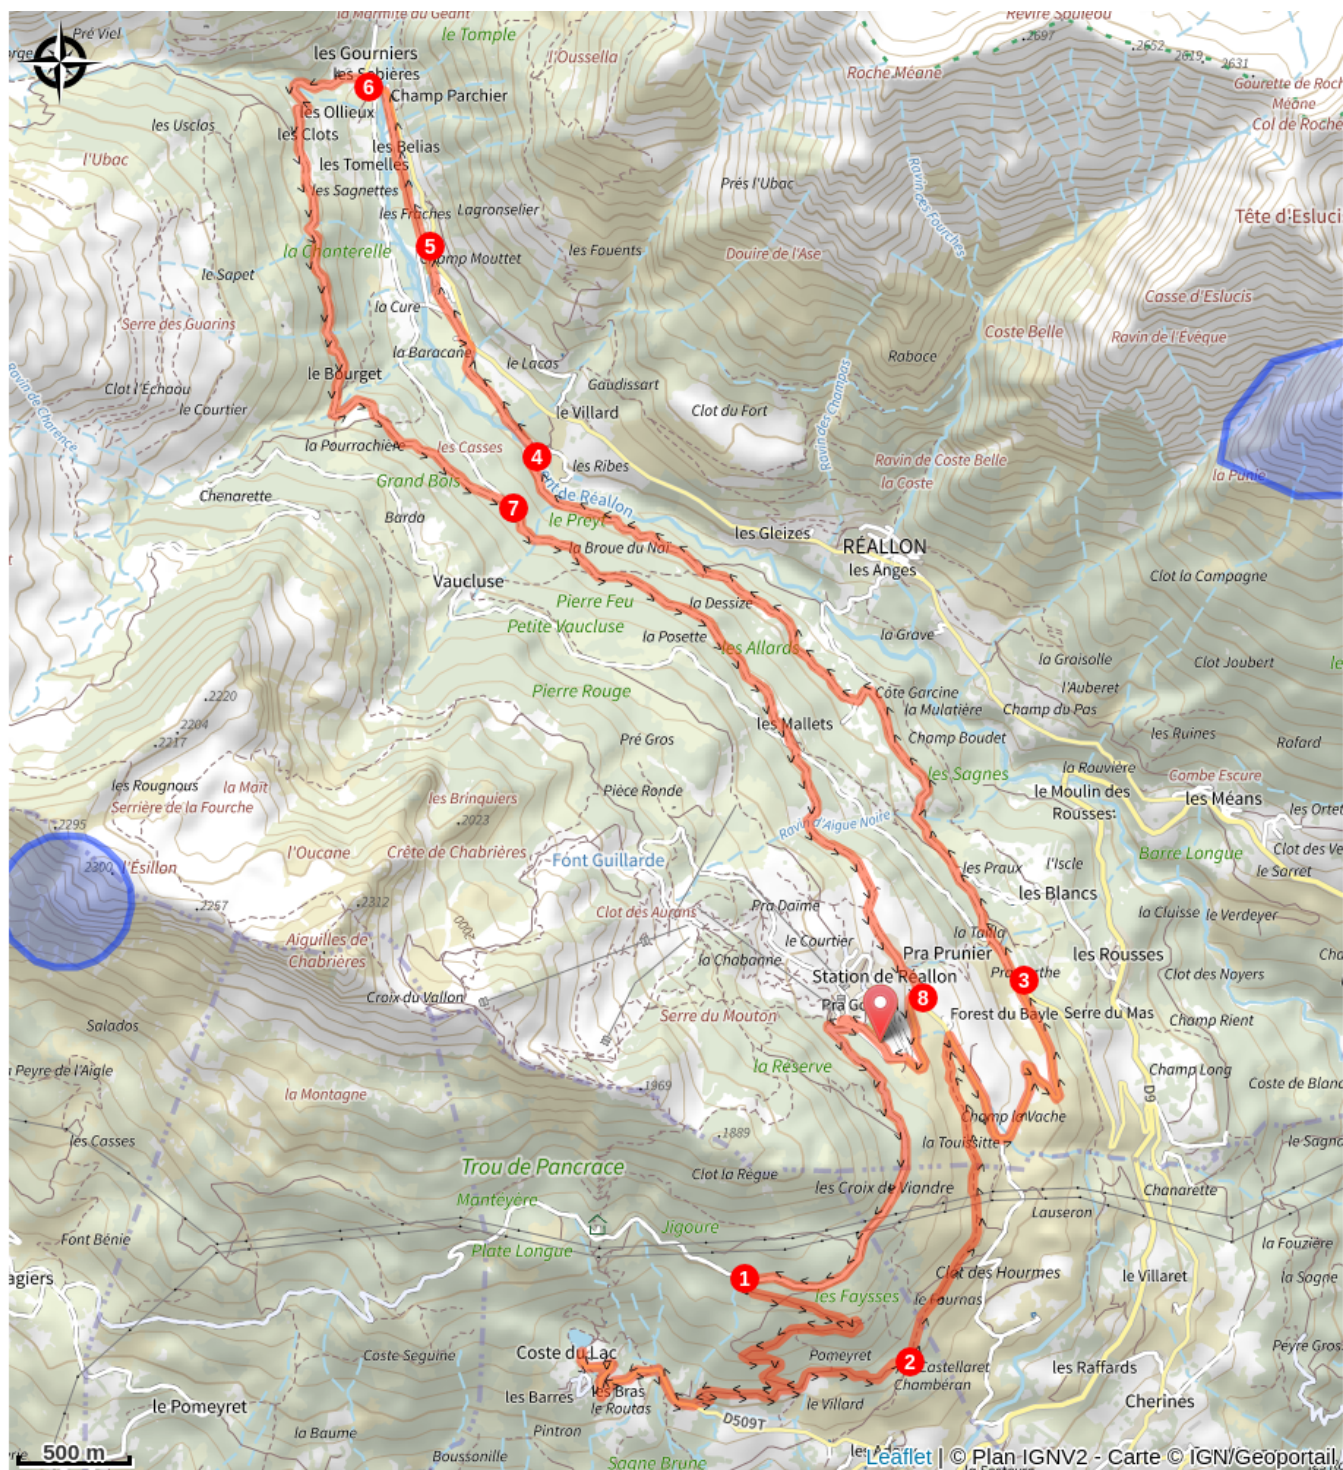 la Marmite du Géant
Revire Souleou
Pré Viel
le Tomple
2697
2652
les Gourniers
l'Oussella
2619
2631
Roche Méane
les Sabières
6
Champ Parchier
Gourette de Roch
Méane
Col de Roche
les Ollieux
les Usclas
les Clots
les Belias
l'Ubac
les Tomelles
les Sagnettes
Prés l'Ubac
Ravin des Fourches
les Fraches
Lagronselier
Tête d'Esluci
5
la Chanterelle
Champ Mouttet
les Fouents
Douire de l'Ase
le Sapet
Casse d'Eslucis
la Cure
Serre des Guarins
Coste Belle
Ravin de l'Évêque
la Baracane
le Lacas
Raboce
le Bourget
Gaudissart
Clot l'Échaou
Ravin de Charence
le Courtier
le Villard
Clot du Fort
Ravin des Champas
la Pourrachière
les Casses
4
les Ribes
Ravin de Coste Belle
la Coste
la Punie
Grand Bois
Chenarette
7
le Preyt
Barda
la Broue du Naï
les Gleizes
RÉALLON
les Anges
Vaucluse
Clot la Campagne
Pierre Feu
la Dessize
Petite Vaucluse
la Posette
la Grave
les Allards
la Graisolle
Clot Joubert
Pierre Rouge
Côte Garcine
l'Auberet
2220
la Mulatière
Champ du Pas
2204
les Mallets
les Ruines
2217
Pré Gros
Champ Boudet
Rafard
les Rougnous
la Mait
les Sagnes
la Rouvière
Combe Escure
Serrière de la Fourche
les Brinquiers
Pièce Ronde
le Moulin des
Rousses
les Méans
2023
les Ortet
2295
Ravin d'Aigue Noire
2300
l'Ésillon
l'Oucane
Crête de Chabrières
Font Guillarde
les Praux
l'Iscle
Barre Longue
Clot des Ve
le Sarret
les Blancs
2257
2312
Clot des Aurans
Pra Daime
la Cluisse
le Verdeyer
Aiguilles de
Chabrières
le Courtier
la Tailla
Pra Prunier
les Rousses
la Chabanne
Station de Réallon
3
Clot des Noyers
Croix du Vallon
8
Serre du Mouton
Forest du Bayle
Serre du Mas
Champ Rient
Salados
la Réserve
Champ Long
Peyre de l'Aigle
1969
Coste de Blanc
la Montagne
D9
Champ la Vache
1889
la Touissitte
les Casses
Trou de Pancrace
Clot la Règue
les Croix de Viandre
Chanarette
Manteyère
Lauseron
Font Bénie
Jigoure
Plate Longue
la Fouzière
agiers
1
Clot des Hourmes
le Villaret
la Sagne
les Faysses
le Fournas
Coste du Lac
Coste Seguine
Pomeyret
2
Castellaret
les Raffards
Peyre Gros
Chambéran
les Barres
les Bras
le Routas
le Villard
Cherines
le Pomeyret
D509T
la Baume
Pintron
500 m
Boussonille
Sagne Brune
Leaflet | © Plan IGNV2 - Carte © IGN/Geoportail